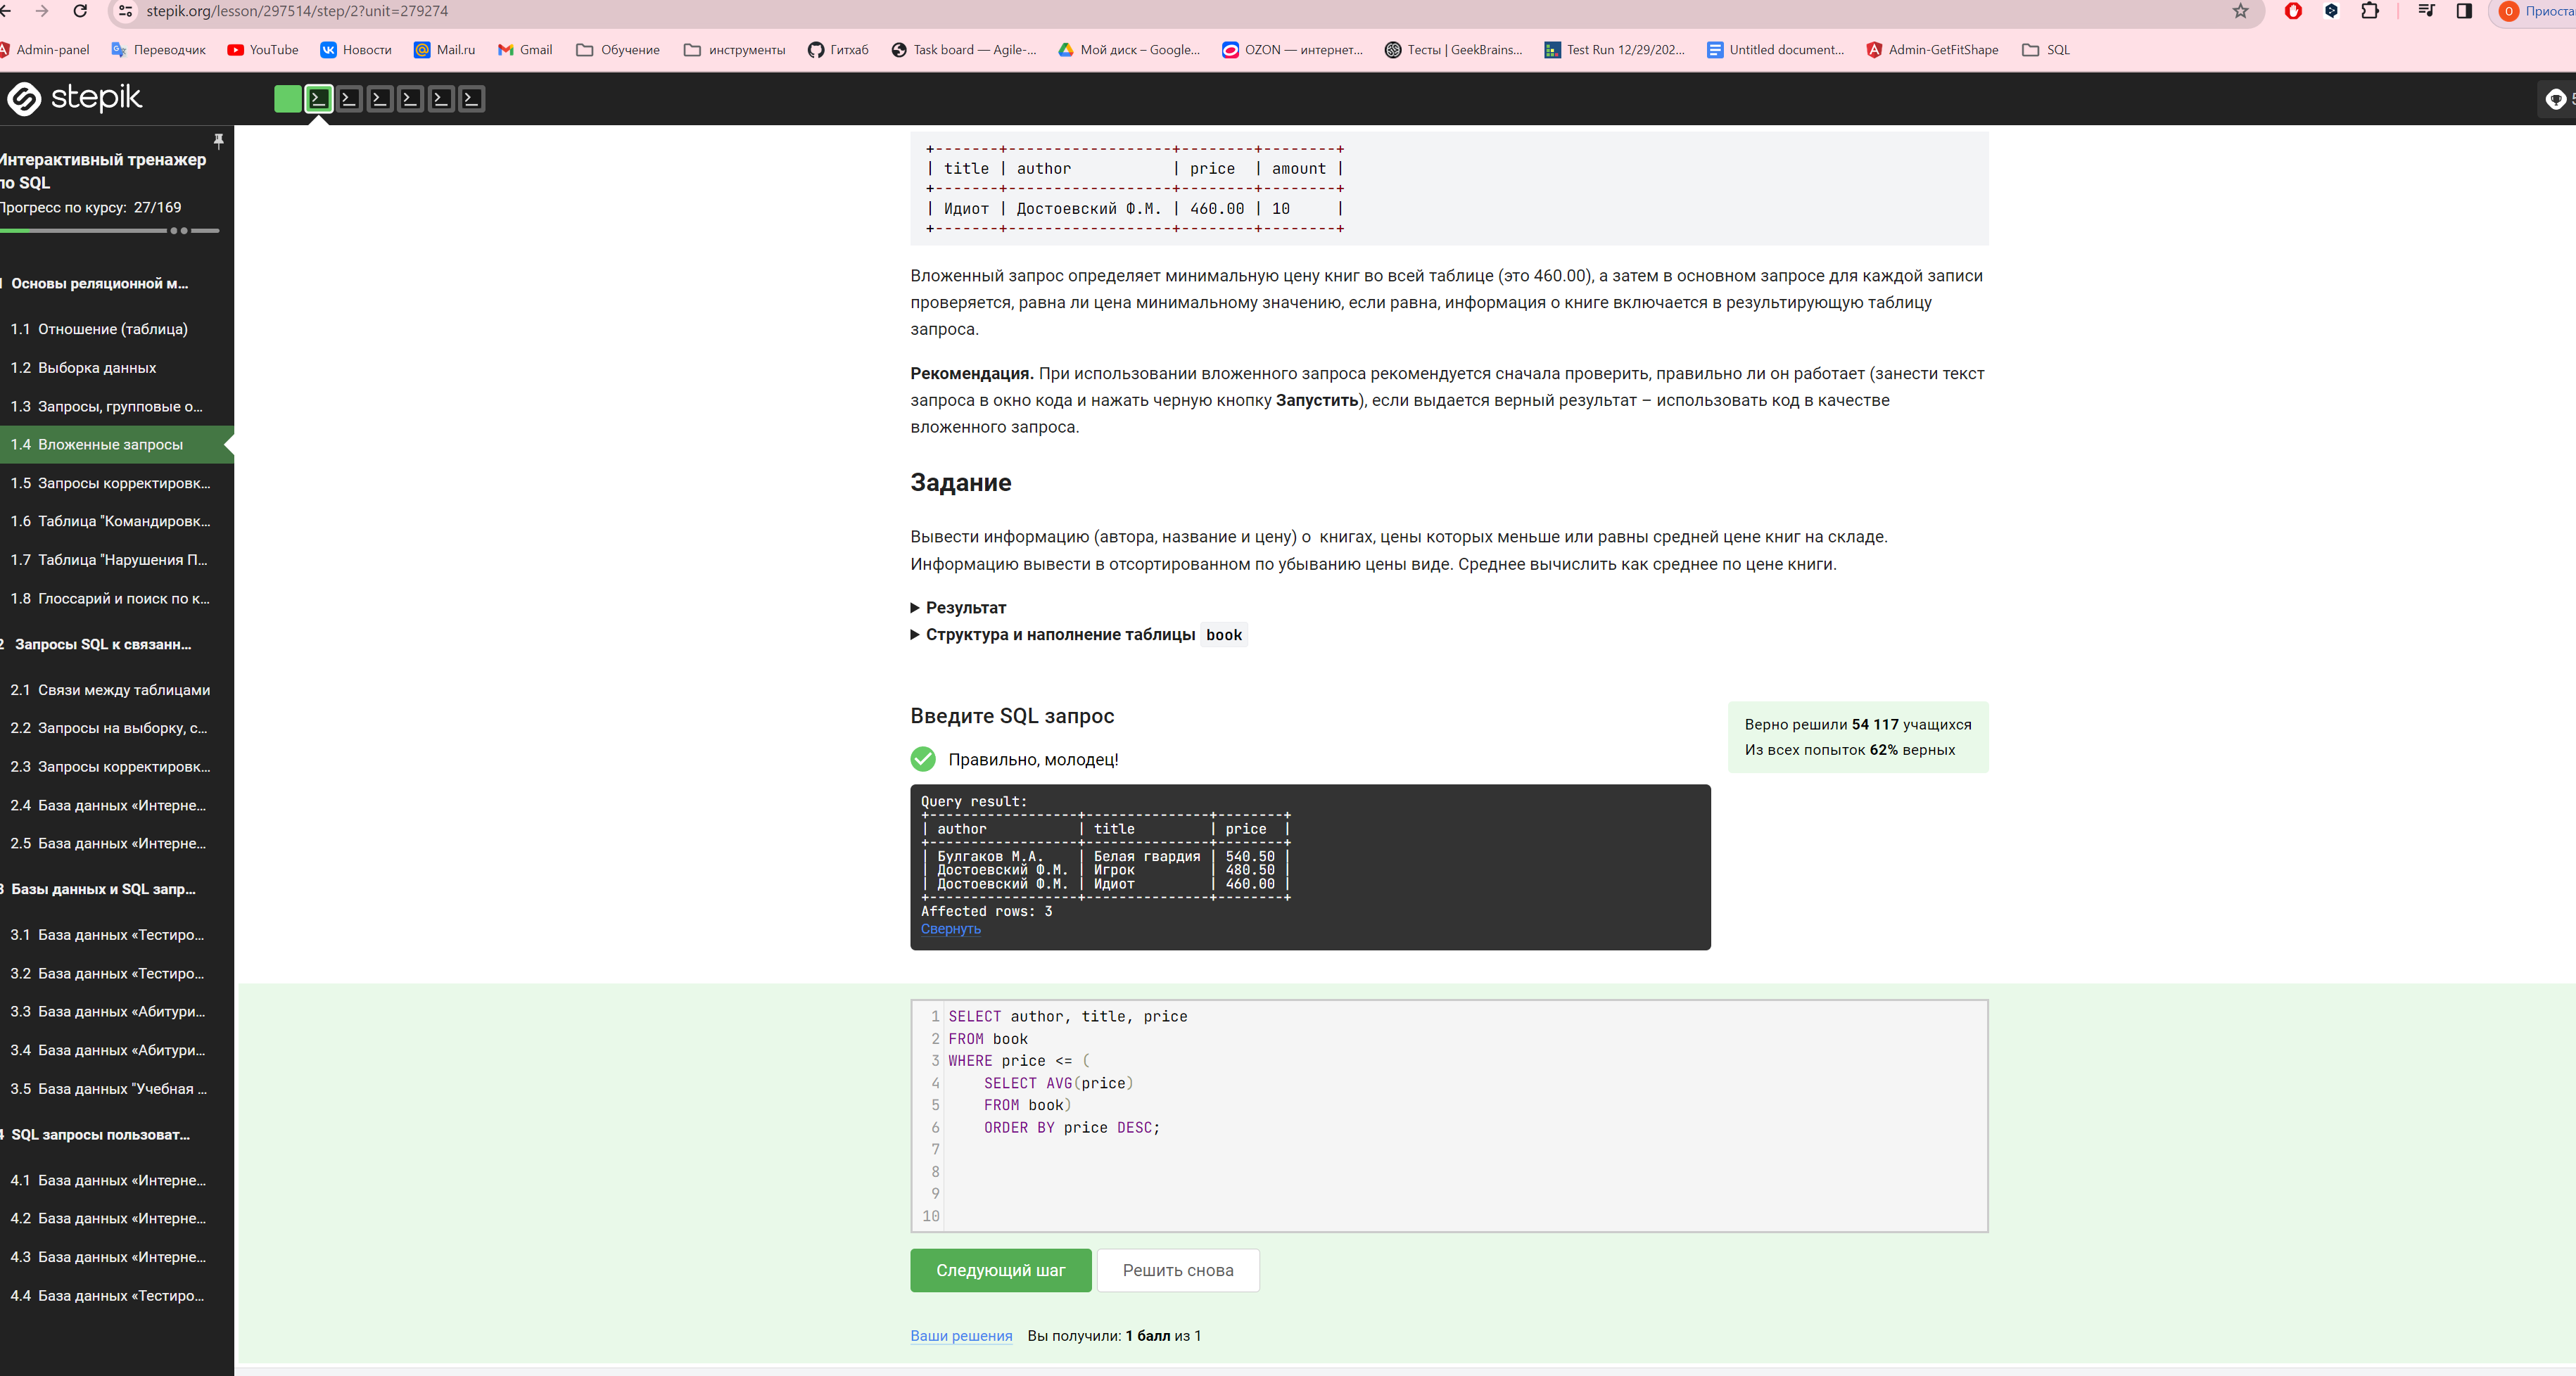 stepik.org/lesson/297514/step/2?unit=279274
Admin-panel
Переводчик
YouTube
Новости
Mail.ru
Gmail
Обучение
инструменты
Гитхаб
Task board — Agile-...
Мой диск – Google...
OZON — интернет...
Тесты | GeekBrains...
Test Run 12/29/202...
Untitled document...
Admin-GetFitShape
SQL
stepik
Интерактивный тренажер
по SQL
Прогресс по курсу: 27/169
1 Основы реляционной м...
1.1 Отношение (таблица)
1.2 Выборка данных
1.3 Запросы, групповые о...
1.4 Вложенные запросы
1.5 Запросы корректировк...
1.6 Таблица "Командировк...
1.7 Таблица "Нарушения П...
1.8 Глоссарий и поиск по к...
2 Запросы SQL к связанн...
2.1 Связи между таблицами
2.2 Запросы на выборку, с...
2.3 Запросы корректировк...
2.4 База данных «Интерне...
2.5 База данных «Интерне...
3 Базы данных и SQL запр...
3.1 База данных «Тестиро...
3.2 База данных «Тестиро...
3.3 База данных «Абитури...
3.4 База данных «Абитури...
3.5 База данных "Учебная ...
4 SQL запросы пользоват...
4.1 База данных «Интерне...
4.2 База данных «Интерне...
4.3 База данных «Интерне...
4.4 База данных «Тестиро...
+-------+-----------------+--------+--------+
| title | author | price | amount |
+-------+-----------------+--------+--------+
| Идиот | Достоевский Ф.М. | 460.00 | 10 |
+-------+-----------------+--------+--------+
Вложенный запрос определяет минимальную цену книг во всей таблице (это 460.00), а затем в основном запросе для каждой записи
проверяется, равна ли цена минимальному значению, если равна, информация о книге включается в результирующую таблицу
запроса.
Рекомендация. При использовании вложенного запроса рекомендуется сначала проверить, правильно ли он работает (занести текст
запроса в окно кода и нажать черную кнопку Запустить), если выдается верный результат – использовать код в качестве
вложенного запроса.
Задание
Вывести информацию (автора, название и цену) о книгах, цены которых меньше или равны средней цене книг на складе.
Информацию вывести в отсортированном по убыванию цены виде. Среднее вычислить как среднее по цене книги.
Результат
Структура и наполнение таблицы book
Введите SQL запрос
Верно решили 54 117 учащихся
Из всех попыток 62% верных
Правильно, молодец!
Query result:
+------------------+---------------+--------+
| author | title | price |
+------------------+---------------+--------+
| Булгаков М.А. | Белая гвардия | 540.50 |
| Достоевский Ф.М. | Игрок | 480.50 |
| Достоевский Ф.М. | Идиот | 460.00 |
+------------------+---------------+--------+
Affected rows: 3
Свернуть
1 SELECT author, title, price
2 FROM book
3 WHERE price <= (
4 SELECT AVG(price)
5 FROM book)
6 ORDER BY price DESC;
7
8
9
10
Следующий шаг
Решить снова
Ваши решения Вы получили: 1 балл из 1